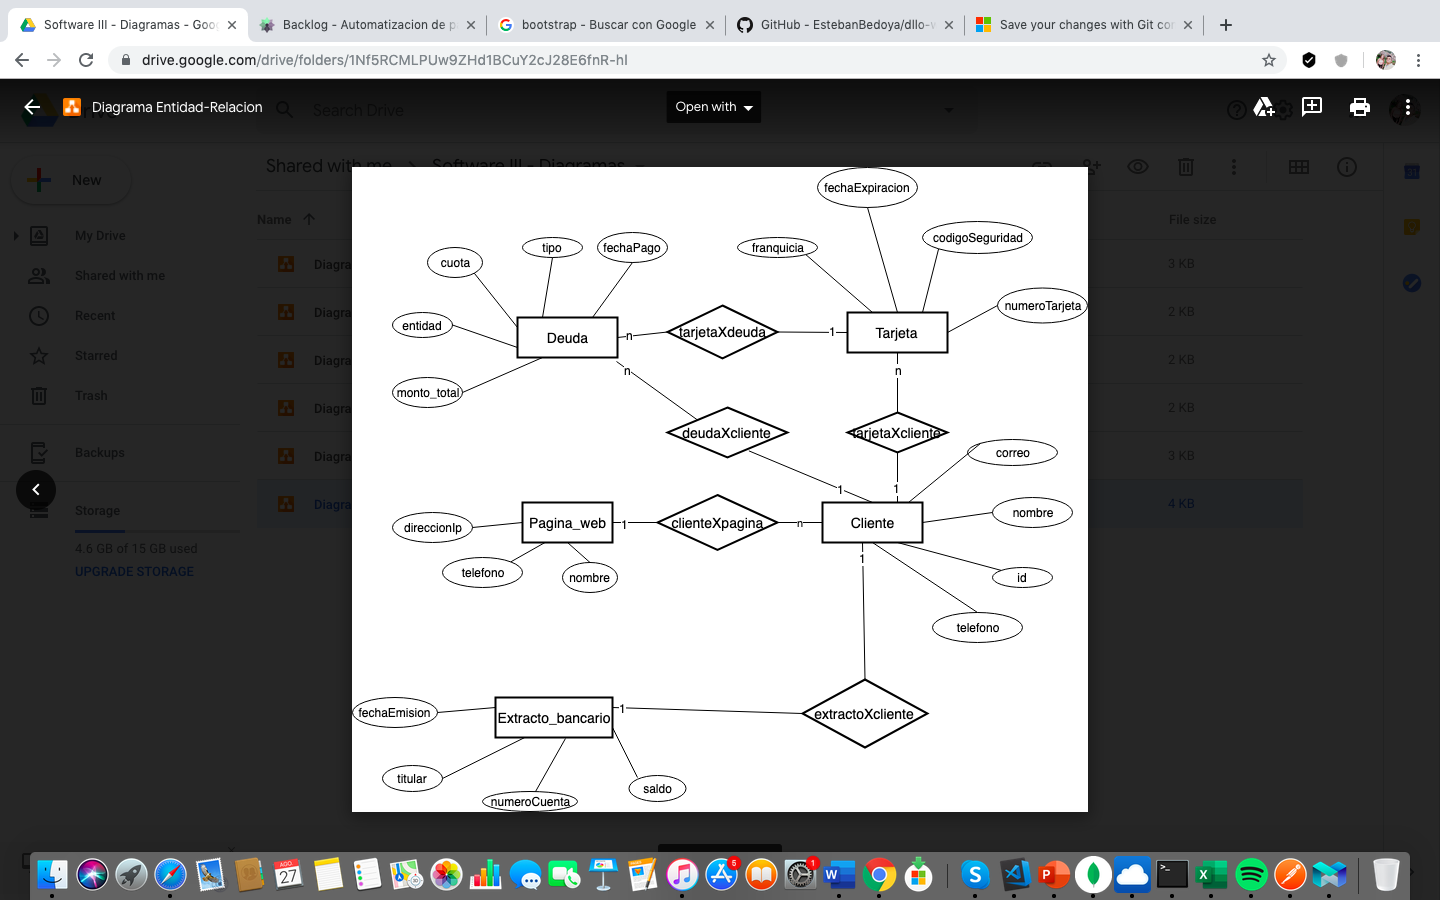 Software III - Diagramas - Goo
Backlog - Automatizacion de p
bootstrap - Buscar con Google
GitHub - EstebanBedoya/dllo-w
Save your changes with Git co
drive.google.com/drive/folders/1Nf5RCMLPUw9ZHd1BCuY2cJ28E6fnR-hI
Diagrama Entidad-Relacion
Search Drive
Open with
Shared with me
Software III - Diagramas
New
Name
File size
My Drive
Shared with me
Recent
Starred
Trash
Backups
Storage
4.6 GB of 15 GB used
UPGRADE STORAGE
Diagra
3 KB
Diagra
2 KB
Diagra
2 KB
Diagra
2 KB
Diagra
3 KB
Diagra
4 KB
fechaExpiracion
codigoSeguridad
franquicia
numeroTarjeta
tipo
fechaPago
cuota
entidad
monto_total
Deuda
n
tarjetaXdeuda
1
Tarjeta
n
n
deudaXcliente
tarjetaXcliente
1
1
correo
nombre
id
telefono
direccionIp
Pagina_web
1
clienteXpagina
n
Cliente
telefono
nombre
1
fechaEmision
Extracto_bancario
1
extractoXcliente
titular
numeroCuenta
saldo
AGO.
27
6
1